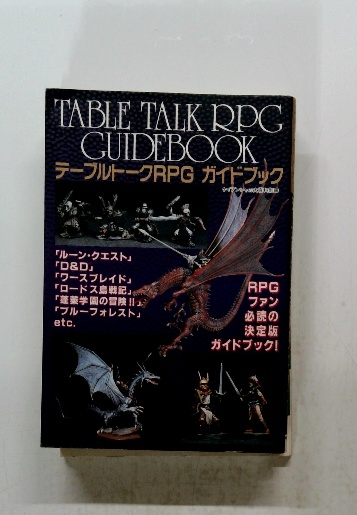 TABLE TALK RPG
GUIDEBOOK
テーブルトークRPG ガイドブック
「ルーン・クエスト」
「D&D」
「ワースブレイド」
「ロードス島戦記」
「蓬萊学園の冒険!!」
「ブルーフォレスト」
etc.
RPG
ファン
必読の
決定版
ガイドブック!